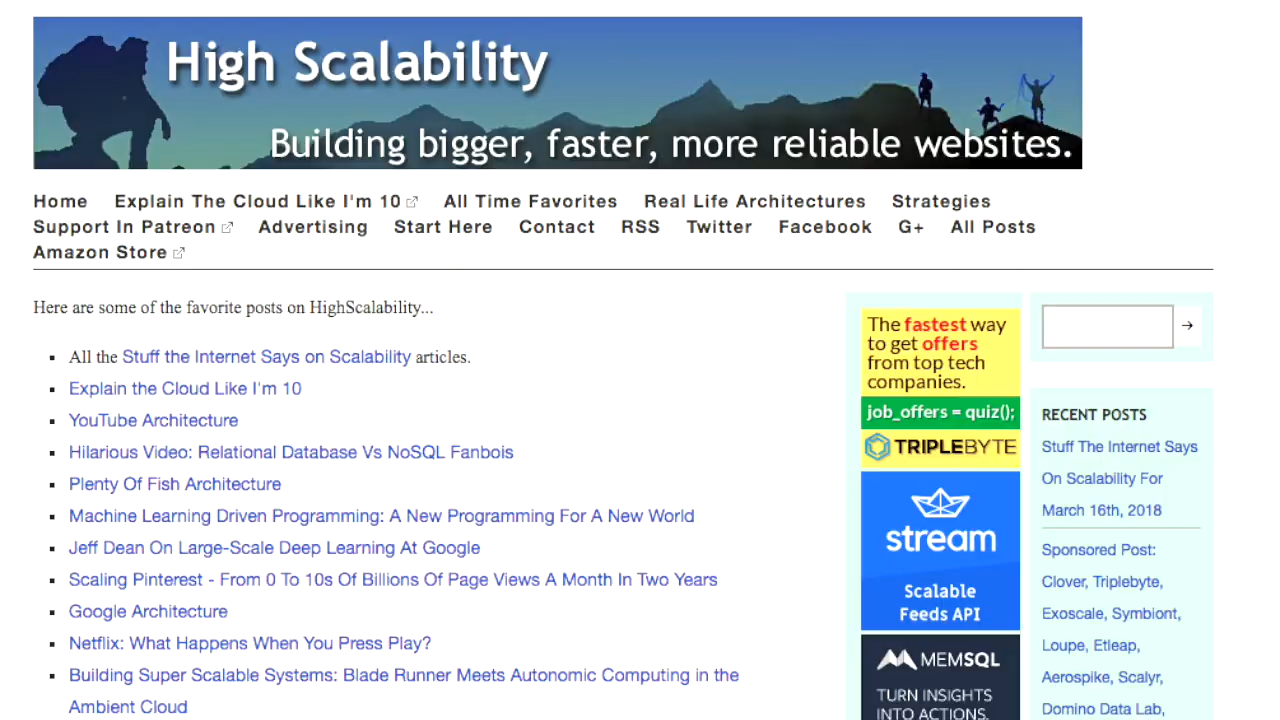 High Scalability
Building bigger, faster, more reliable websites.
Home Explain The Cloud Like I'm 10 All Time Favorites Real Life Architectures Strategies
Support In Patreon Advertising Start Here Contact RSS Twitter Facebook G+ All Posts
Amazon Store
Here are some of the favorite posts on HighScalability...
All the Stuff the Internet Says on Scalability articles.
Explain the Cloud Like I'm 10
YouTube Architecture
Hilarious Video: Relational Database Vs NoSQL Fanbois
Plenty Of Fish Architecture
Machine Learning Driven Programming: A New Programming For A New World
Jeff Dean On Large-Scale Deep Learning At Google
Scaling Pinterest - From 0 To 10s Of Billions Of Page Views A Month In Two Years
Google Architecture
Netflix: What Happens When You Press Play?
Building Super Scalable Systems: Blade Runner Meets Autonomic Computing in the
Ambient Cloud
The fastest way
to get offers
from top tech
companies.
job_offers = quiz();
TRIPLEBYTE
stream
Scalable
Feeds API
MEMSQL
TURN INSIGHTS
INTO ACTIONS.
RECENT POSTS
Stuff The Internet Says
On Scalability For
March 16th, 2018
Sponsored Post:
Clover, Triplebyte,
Exoscale, Symbiont,
Loupe, Etleap,
Aerospike, Scalyr,
Domino Data Lab,